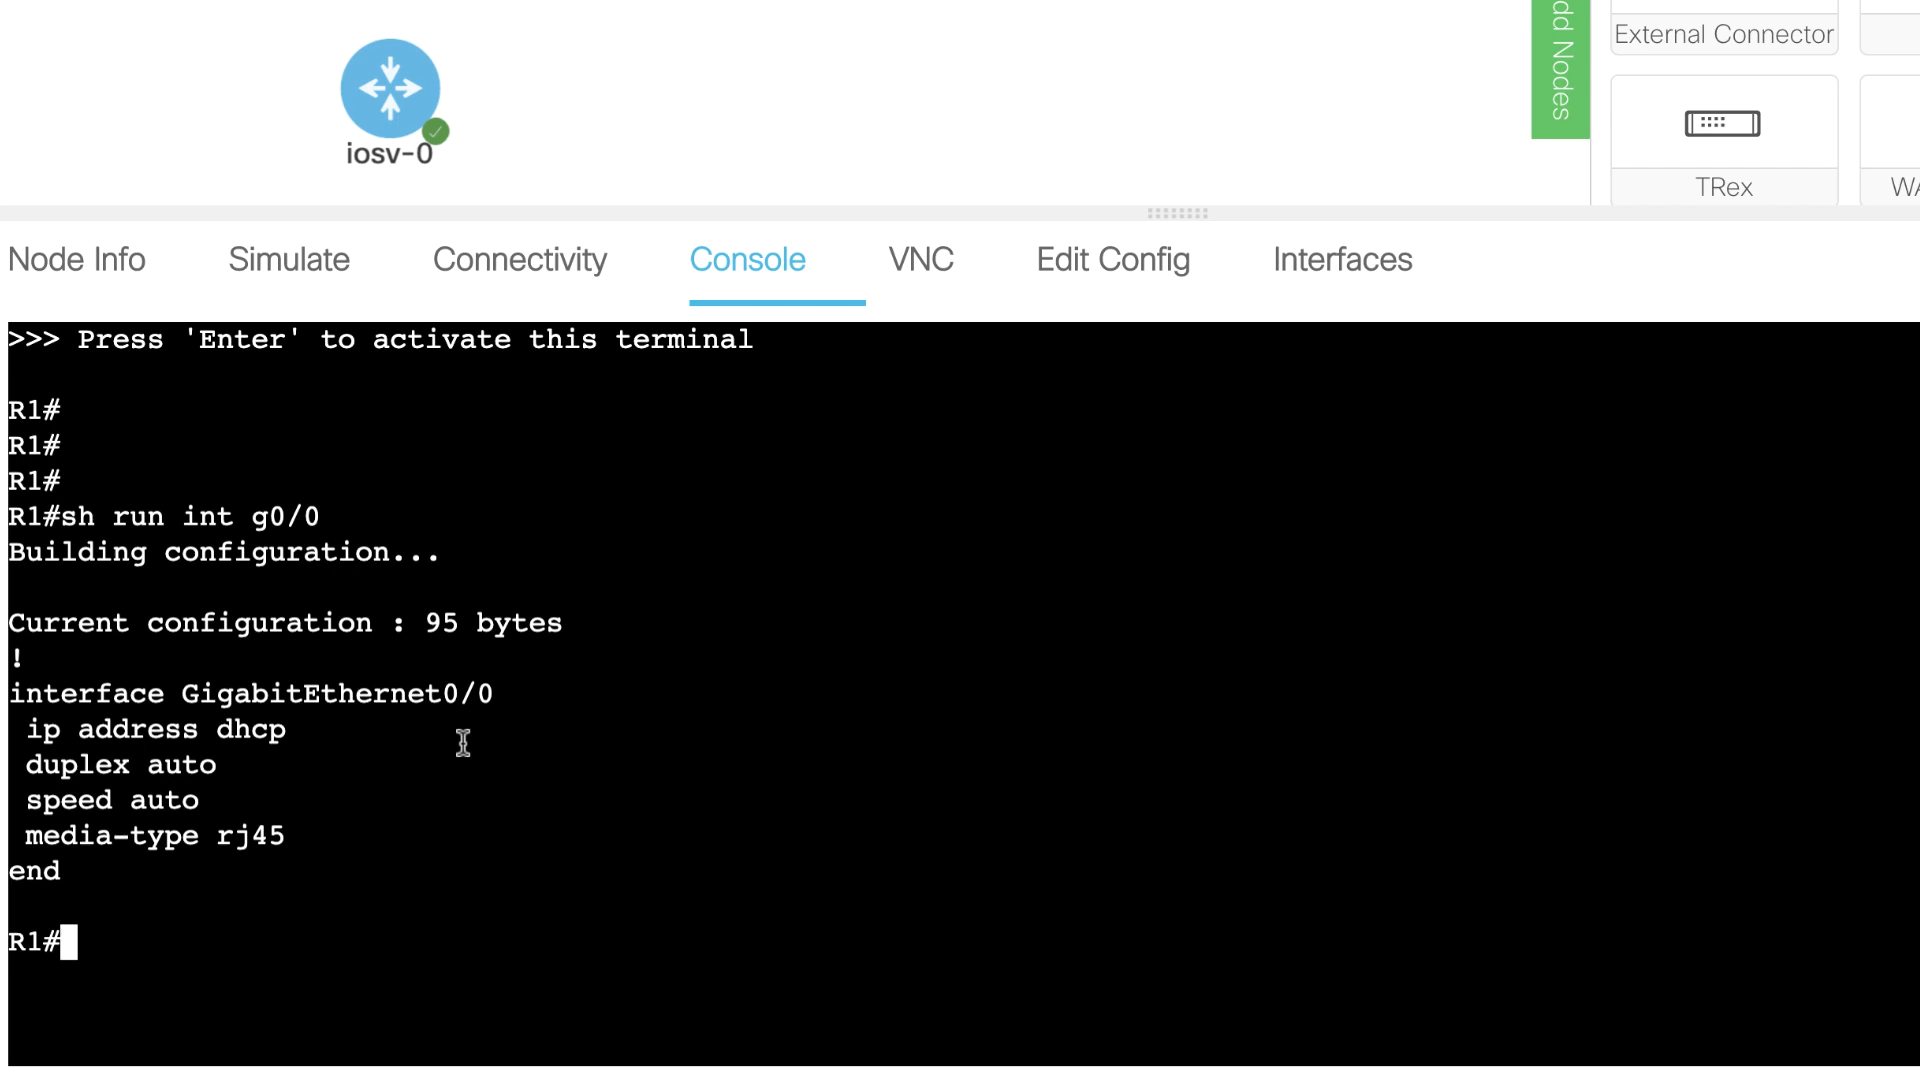 dd Nodes
External Connector
iosv-0
TRex
WA
Node Info
Simulate
Connectivity
Console
VNC
Edit Config
Interfaces
>>> Press 'Enter' to activate this terminal
R1#
R1#
R1#
R1#sh run int g0/0
Building configuration...
Current configuration : 95 bytes
!
interface GigabitEthernet0/0
ip address dhcp
duplex auto
speed auto
media-type rj45
end
R1#